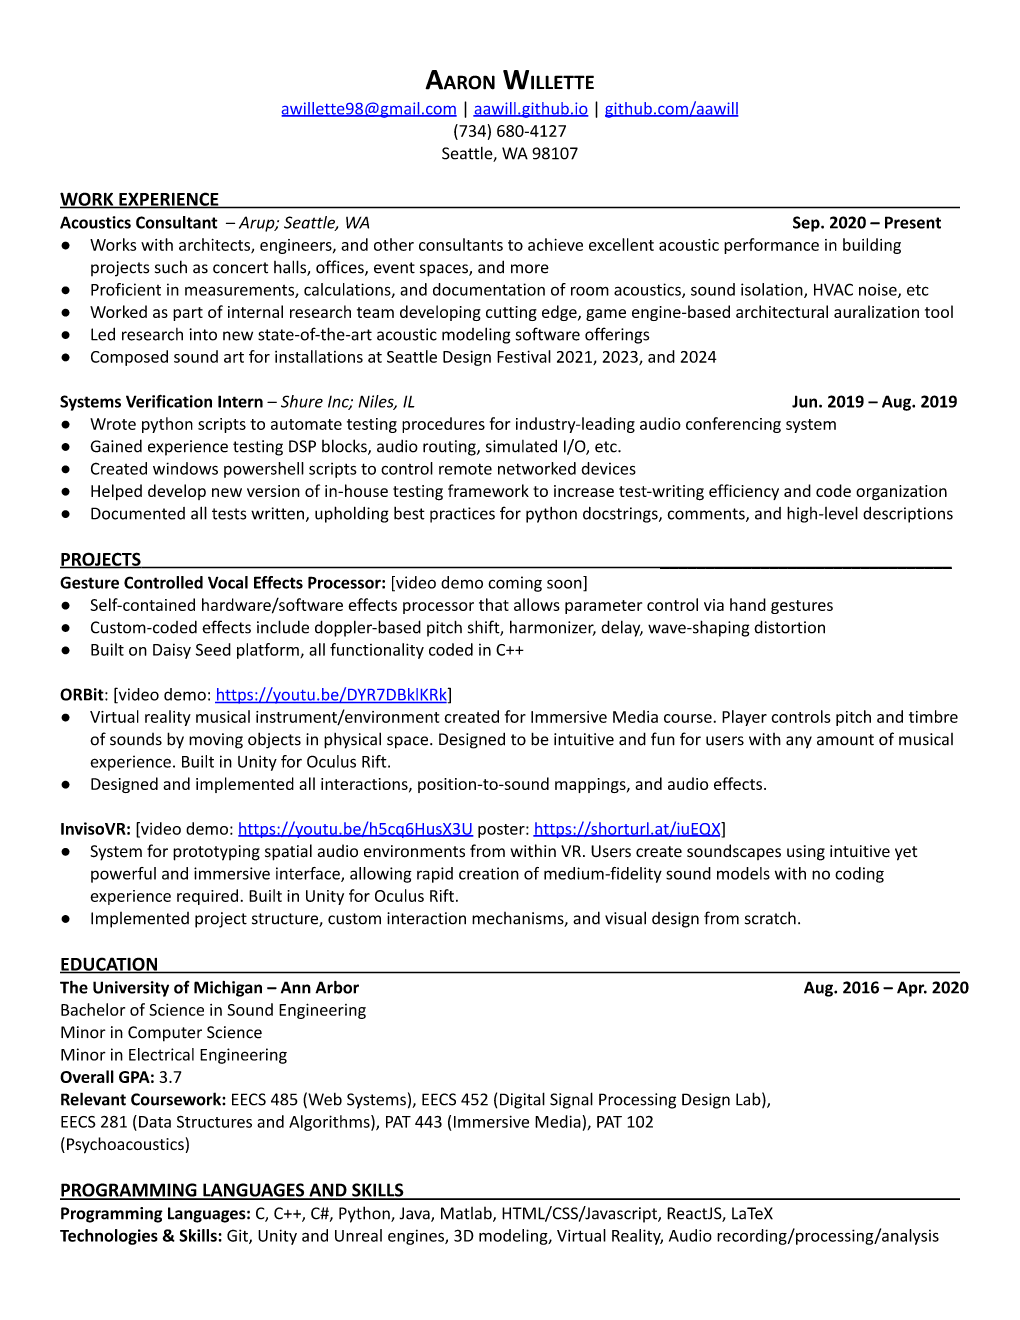 AARON WILLETTE
awillette98@gmail.com | aawill.github.io | github.com/aawill
(734) 680-4127
Seattle, WA 98107
WORK EXPERIENCE
Acoustics Consultant – Arup; Seattle, WA Sep. 2020 – Present
● Works with architects, engineers, and other consultants to achieve excellent acoustic performance in building
projects such as concert halls, offices, event spaces, and more
● Proficient in measurements, calculations, and documentation of room acoustics, sound isolation, HVAC noise, etc
● Worked as part of internal research team developing cutting edge, game engine-based architectural auralization tool
● Led research into new state-of-the-art acoustic modeling software offerings
● Composed sound art for installations at Seattle Design Festival 2021, 2023, and 2024
Systems Verification Intern – Shure Inc; Niles, IL Jun. 2019 – Aug. 2019
● Wrote python scripts to automate testing procedures for industry-leading audio conferencing system
● Gained experience testing DSP blocks, audio routing, simulated I/O, etc.
● Created windows powershell scripts to control remote networked devices
● Helped develop new version of in-house testing framework to increase test-writing efficiency and code organization
● Documented all tests written, upholding best practices for python docstrings, comments, and high-level descriptions
PROJECTS
Gesture Controlled Vocal Effects Processor: [video demo coming soon]
● Self-contained hardware/software effects processor that allows parameter control via hand gestures
● Custom-coded effects include doppler-based pitch shift, harmonizer, delay, wave-shaping distortion
● Built on Daisy Seed platform, all functionality coded in C++
ORBit: [video demo: https://youtu.be/DYR7DBklKRk]
● Virtual reality musical instrument/environment created for Immersive Media course. Player controls pitch and timbre
of sounds by moving objects in physical space. Designed to be intuitive and fun for users with any amount of musical
experience. Built in Unity for Oculus Rift.
● Designed and implemented all interactions, position-to-sound mappings, and audio effects.
InvisoVR: [video demo: https://youtu.be/h5cq6HusX3U poster: https://shorturl.at/iuEQX]
● System for prototyping spatial audio environments from within VR. Users create soundscapes using intuitive yet
powerful and immersive interface, allowing rapid creation of medium-fidelity sound models with no coding
experience required. Built in Unity for Oculus Rift.
● Implemented project structure, custom interaction mechanisms, and visual design from scratch.
EDUCATION
The University of Michigan – Ann Arbor Aug. 2016 – Apr. 2020
Bachelor of Science in Sound Engineering
Minor in Computer Science
Minor in Electrical Engineering
Overall GPA: 3.7
Relevant Coursework: EECS 485 (Web Systems), EECS 452 (Digital Signal Processing Design Lab),
EECS 281 (Data Structures and Algorithms), PAT 443 (Immersive Media), PAT 102
(Psychoacoustics)
PROGRAMMING LANGUAGES AND SKILLS
Programming Languages: C, C++, C#, Python, Java, Matlab, HTML/CSS/Javascript, ReactJS, LaTeX
Technologies & Skills: Git, Unity and Unreal engines, 3D modeling, Virtual Reality, Audio recording/processing/analysis